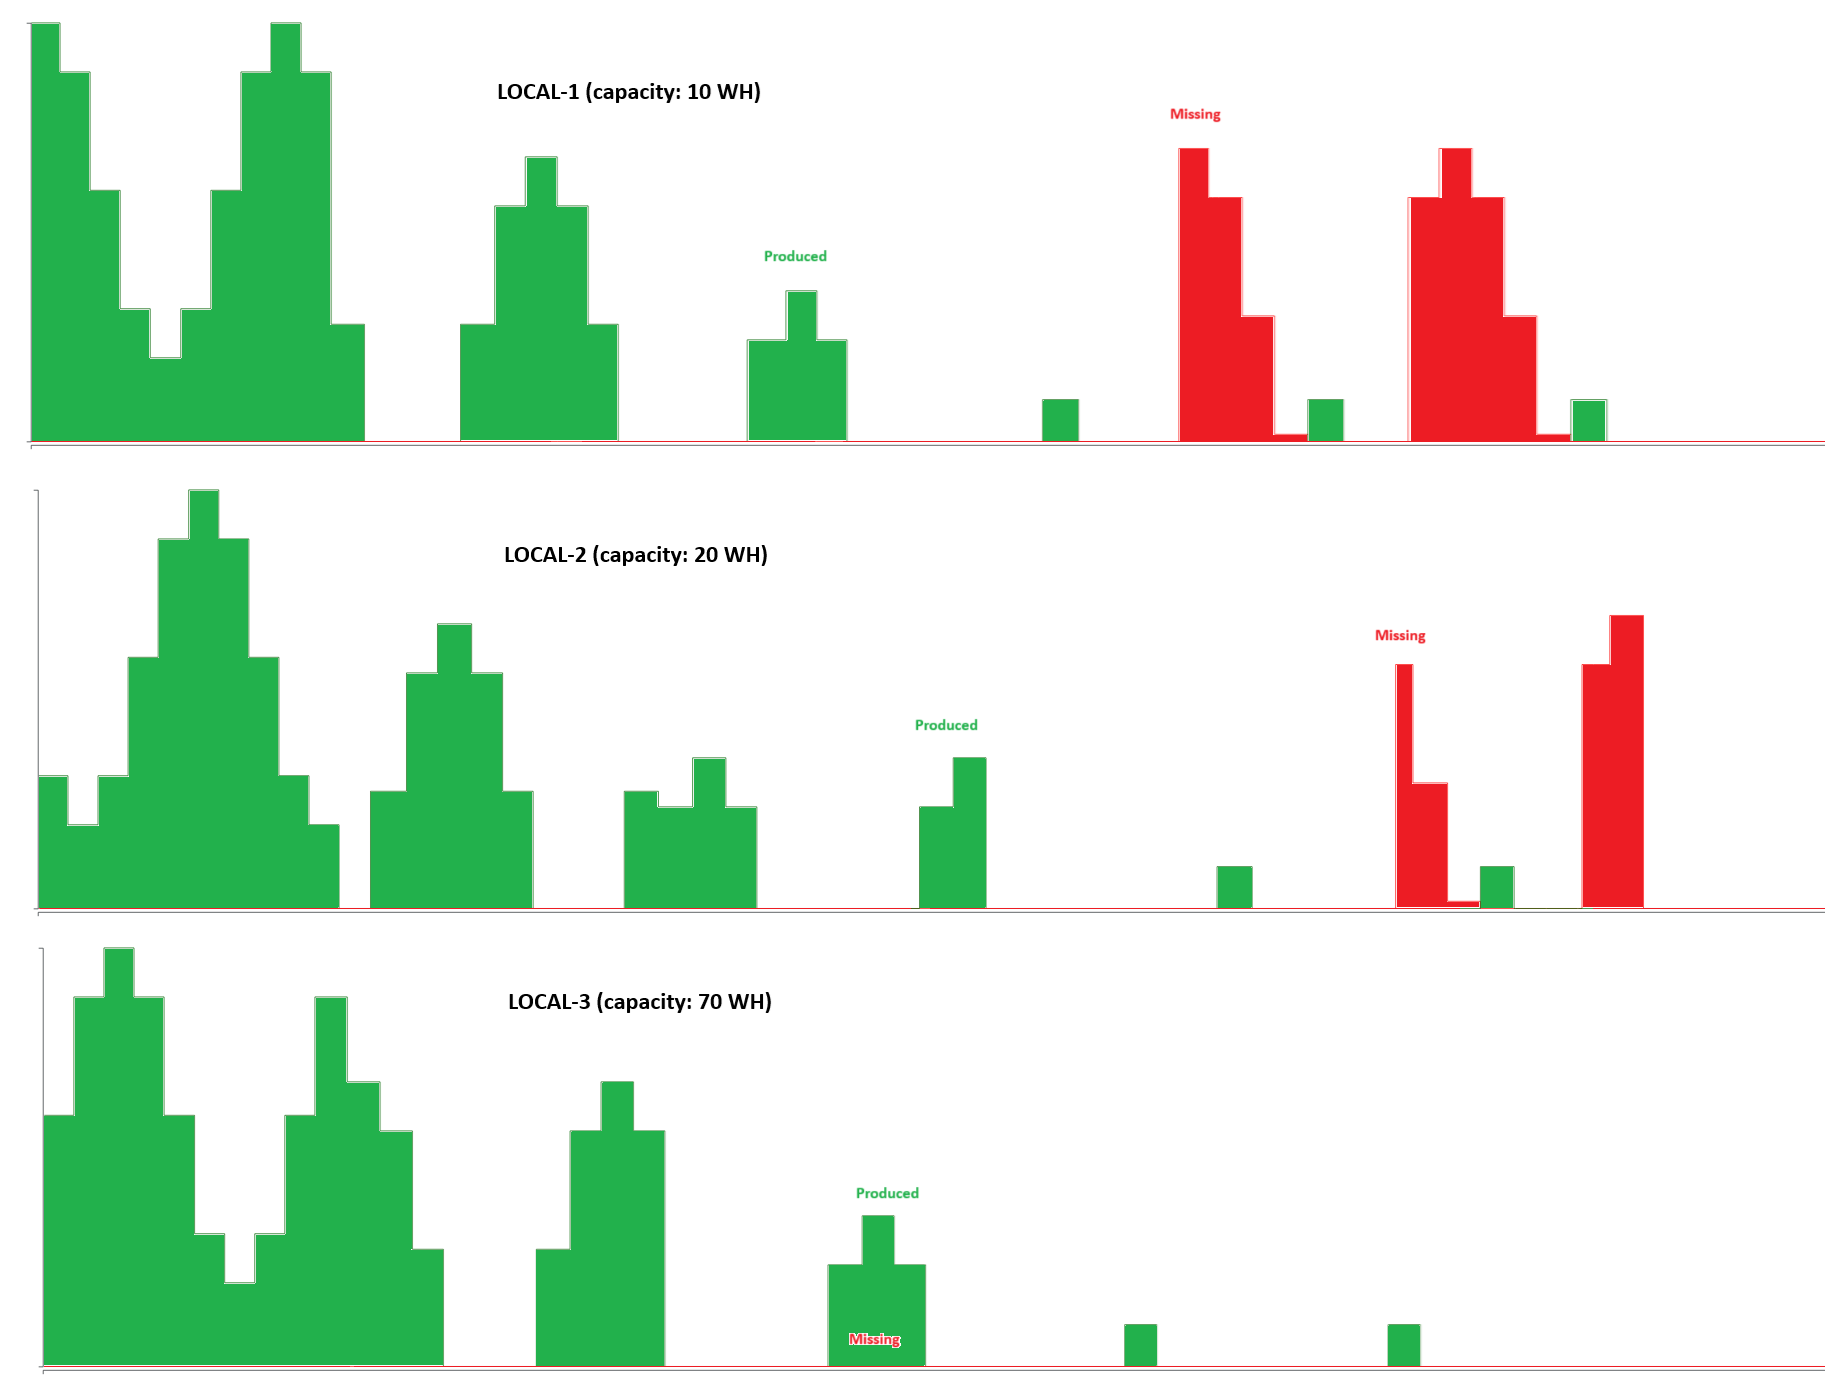 LOCAL-1 (capacity: 10 WH)
Missing
Produced
LOCAL-2 (capacity: 20 WH)
Missing
Produced
LOCAL-3 (capacity: 70 WH)
Produced
Missing